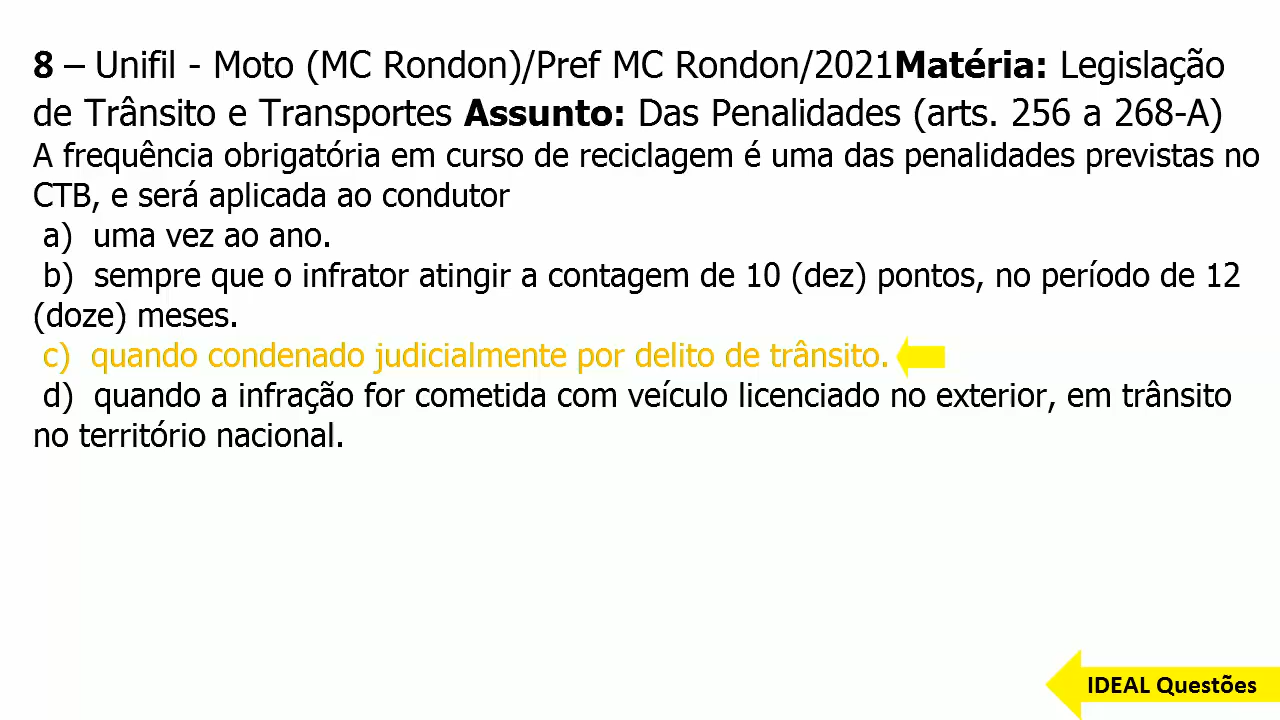 8 – Unifil - Moto (MC Rondon)/Pref MC Rondon/2021Matéria: Legislação
de Trânsito e Transportes Assunto: Das Penalidades (arts. 256 a 268-A)
A frequência obrigatória em curso de reciclagem é uma das penalidades previstas no
CTB, e será aplicada ao condutor
a) uma vez ao ano.
b) sempre que o infrator atingir a contagem de 10 (dez) pontos, no período de 12
(doze) meses.
c) quando condenado judicialmente por delito de trânsito.
d) quando a infração for cometida com veículo licenciado no exterior, em trânsito
no território nacional.
IDEAL Questões